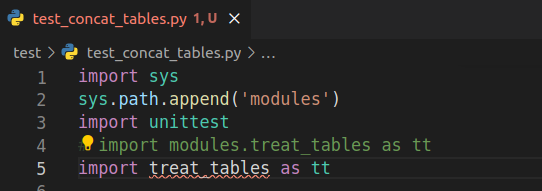 test_concat_tables.py 1, U ×
test > test_concat_tables.py > ...
1 import sys
2 sys.path.append('modules')
3 import unittest
4 # import modules.treat_tables as tt
5 import treat_tables as tt
6